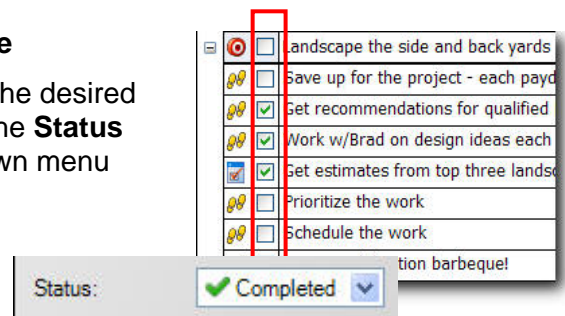 e
he desired
ne Status
wn menu
Landscape the side and back yards
Save up for the project - each payd
Get recommendations for qualified
Work w/Brad on design ideas each
Get estimates from top three landsc
Prioritize the work
Schedule the work
tion barbeque!
Status: Completed